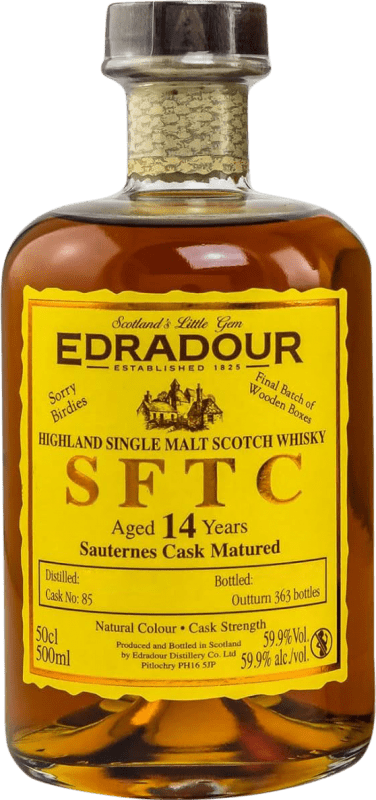 Scotland's Little Gem
EDRADOUR
ESTABLISHED 1825
Sorry
Birdies
Final Batch of
Wooden Boxes
HIGHLAND SINGLE MALT SCOTCH WHISKY
SFTC
Aged 14 Years
Sauternes Cask Matured
Distilled:
Bottled:
Cask No: 85
Outturn 363 bottles
Natural Colour • Cask Strength
50cl
500ml
Produced and Bottled in Scotland
by Edradour Distillery Co. Ltd
Pitlochry PH16 5JP
59.9%Vol.
59.9% alc./vol.